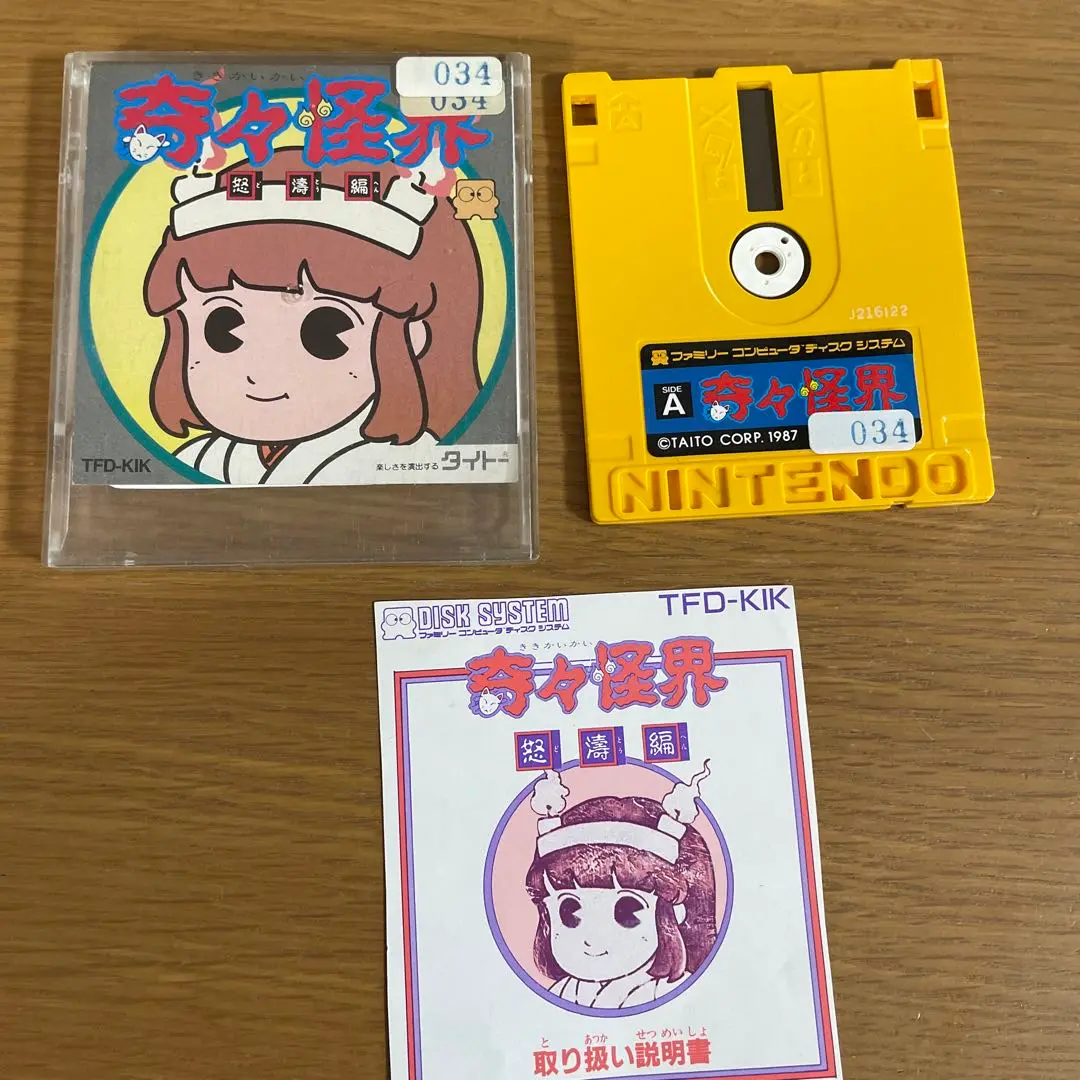 ききかいかい
034
034
奇々怪界
怒ど濤とう編へん
TFD-KIK
楽しさを演出する タイトー
J216122
ファミリー コンピュータ ディスク システム
SIDE
A
奇々怪界
©TAITO CORP. 1987
034
NINTENDO
DISK SYSTEM
ファミリー コンピュータ ディスク システム
TFD-KIK
ききかいかい
奇々怪界
怒ど濤とう編へん
と あつか せつ めい しょ
取り扱い説明書